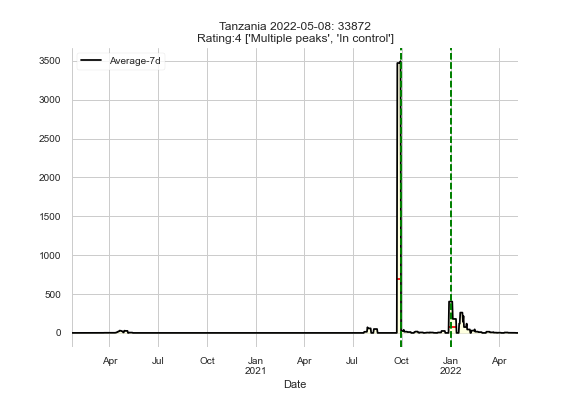 Tanzania 2022-05-08: 33872
Rating:4 ['Multiple peaks', 'In control']
Average-7d
3500
3000
2500
2000
1500
1000
500
0
Apr
Jul
Oct
Jan
2021
Apr
Jul
Oct
Jan
2022
Apr
Date